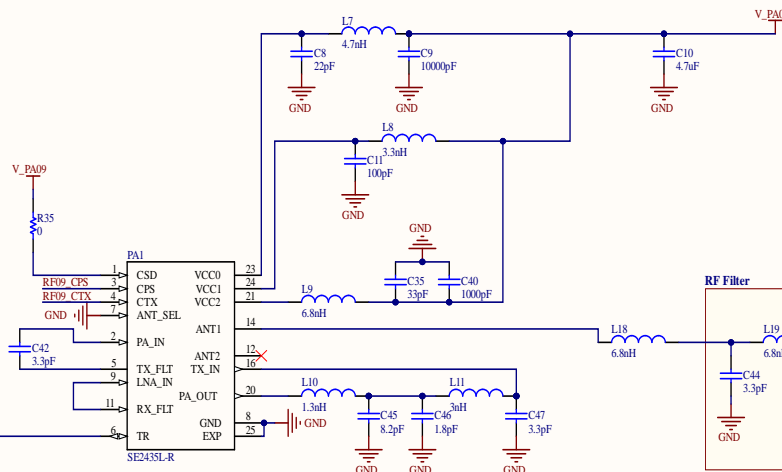 V_PA0
L7
4.7nH
C8
22pF
C9
10000pF
C10
4.7uF
GND
GND
GND
L8
3.3nH
C11
100pF
GND
V_PA09
R35
0
GND
C35
33pF
C40
1000pF
L9
6.8nH
PA1
1 CSD VCC0 23
RF09_CPS 3 CPS VCC1 24
RF09_CTX 4 CTX VCC2 21
GND 7 ANT_SEL
ANT1 14
2 PA_IN
ANT2 12
C42
3.3pF
5 TX_FLT TX_IN 16
9 LNA_IN
PA_OUT 20
11 RX_FLT
GND 8
6 TR EXP 25
SE2435L-R
GND
L10
1.3nH
L11
3nH
C45
8.2pF
C46
1.8pF
C47
3.3pF
GND
GND
GND
L18
6.8nH
RF Filter
L19
6.8n
C44
3.3pF
GND